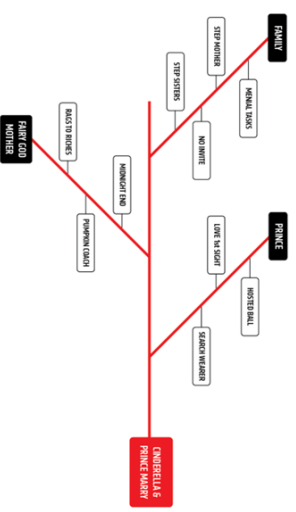 FAMILY
STEP MOTHER
MENIAL TASKS
STEP SISTERS
NO INVITE
PRINCE
LOVE 1st SIGHT
HOSTED BALL
SEARCH WEARER
FAIRY GOD
MOTHER
RAGS TO RICHES
PUMPKIN COACH
MIDNIGHT END
CINDERELLA &
PRINCE MARRY